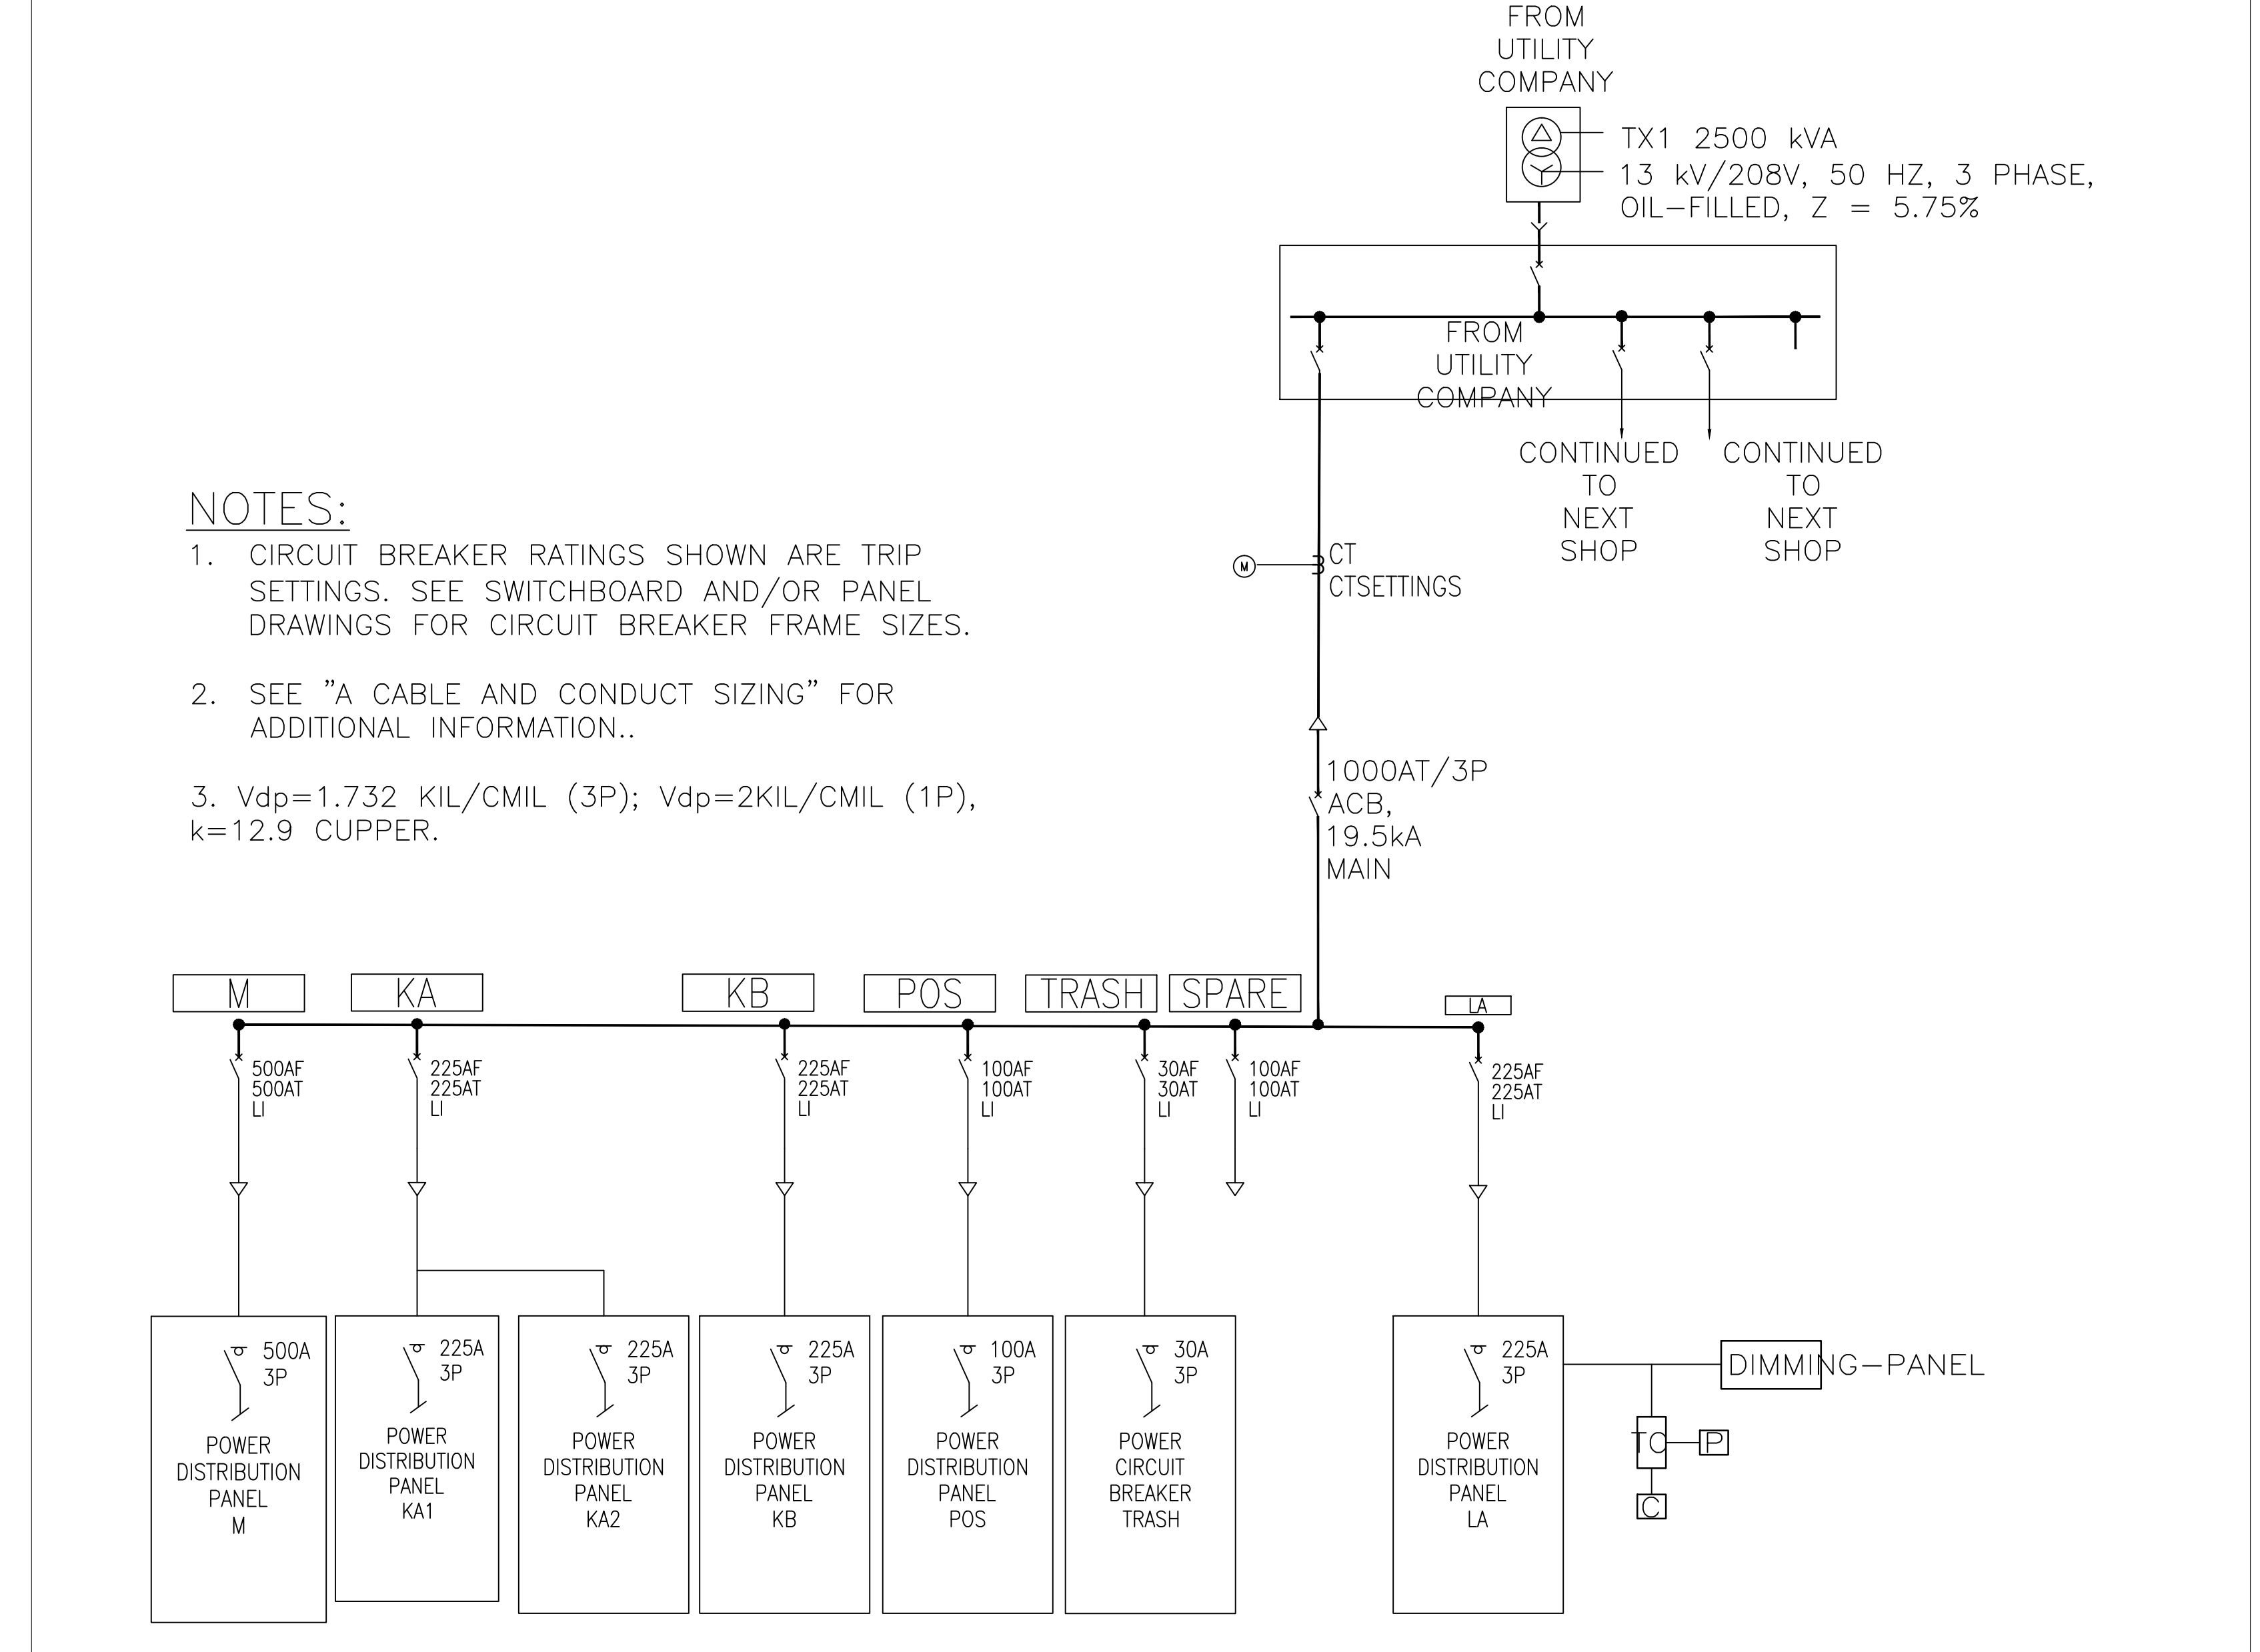 FROM
UTILITY
COMPANY
TX1 2500 kVA
13 kV/208V, 50 HZ, 3 PHASE,
OIL-FILLED, Z = 5.75%
FROM
UTILITY
COMPANY
CONTINUED
TO
NEXT
SHOP
CONTINUED
TO
NEXT
SHOP
NOTES:
1. CIRCUIT BREAKER RATINGS SHOWN ARE TRIP
SETTINGS. SEE SWITCHBOARD AND/OR PANEL
DRAWINGS FOR CIRCUIT BREAKER FRAME SIZES.
2. SEE "A CABLE AND CONDUCT SIZING" FOR
ADDITIONAL INFORMATION..
3. Vdp=1.732 KIL/CMIL (3P); Vdp=2KIL/CMIL (1P),
k=12.9 CUPPER.
M
CT
CTSETTINGS
1000AT/3P
ACB,
19.5kA
MAIN
M
KA
KB
POS
TRASH
SPARE
LA
500AF
500AT
LI
225AF
225AT
LI
225AF
225AT
LI
100AF
100AT
LI
30AF
30AT
LI
100AF
100AT
LI
225AF
225AT
LI
500A
3P
POWER
DISTRIBUTION
PANEL
M
225A
3P
POWER
DISTRIBUTION
PANEL
KA1
225A
3P
POWER
DISTRIBUTION
PANEL
KA2
225A
3P
POWER
DISTRIBUTION
PANEL
KB
100A
3P
POWER
DISTRIBUTION
PANEL
POS
30A
3P
POWER
CIRCUIT
BREAKER
TRASH
225A
3P
POWER
DISTRIBUTION
PANEL
LA
DIMMING-PANEL
TC
P
C